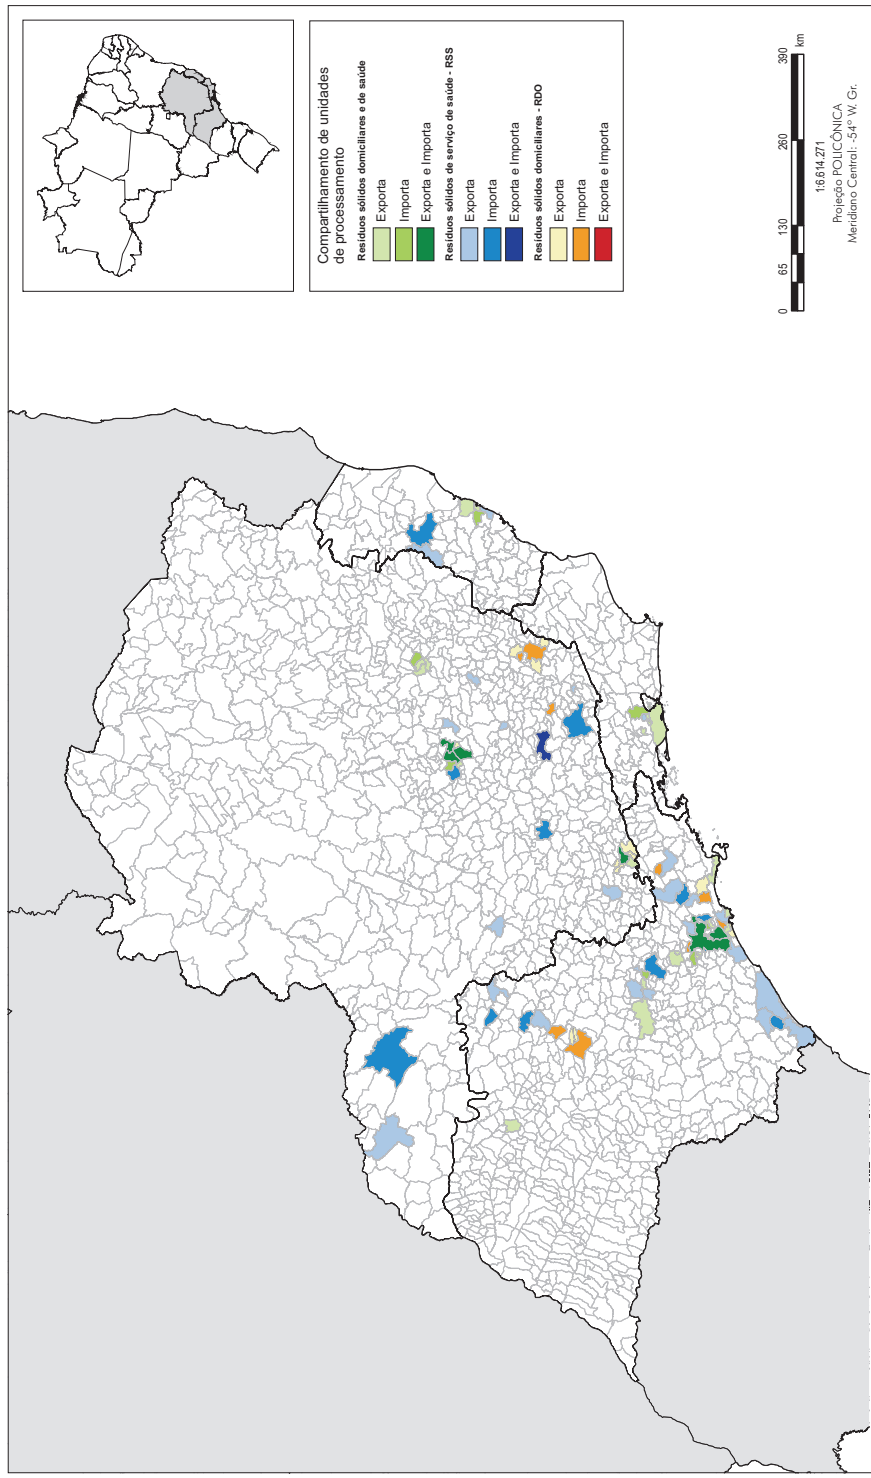 Compartilhamento de unidades
de processamento
Resíduos sólidos domiciliares e de saúde
Exporta
Importa
Exporta e Importa
Resíduos sólidos de serviço de saúde - RSS
Exporta
Importa
Exporta e Importa
Resíduos sólidos domiciliares - RDO
Exporta
Importa
Exporta e Importa
0 65 130 260 390
km
1:6.614.271
Projeção POLICÔNICA
Meridiano Central: -54º W. Gr.